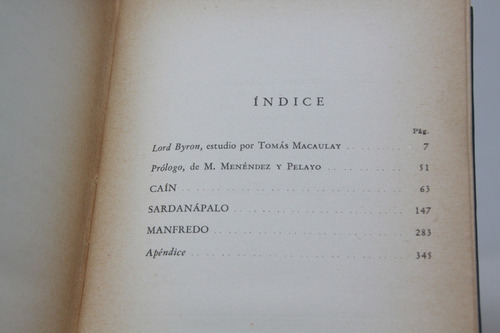 ÍNDICE
Pág.
Lord Byron, estudio por Tomás Macaulay 7
Prólogo, de M. Menéndez y Pelayo 51
CAÍN 63
SARDANÁPALO 147
MANFREDO 283
Apéndice 345